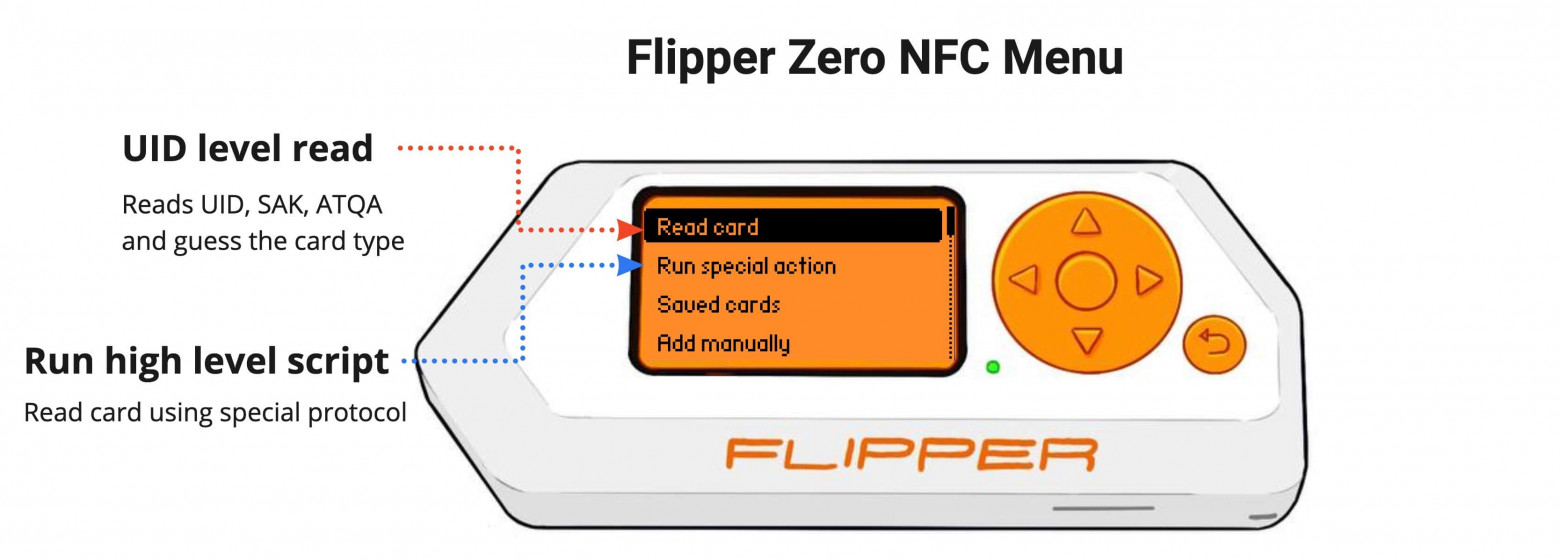 Flipper Zero NFC Menu
UID level read
Reads UID, SAK, ATQA
and guess the card type
Run high level script
Read card using special protocol
Read card
Run special action
Saved cards
Add manually
FLIPPER